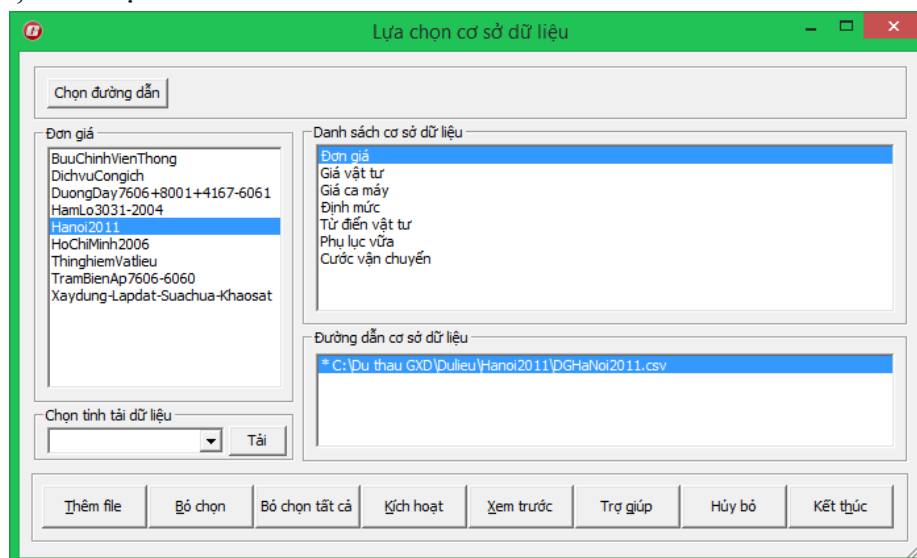 Lựa chọn cơ sở dữ liệu
Chọn đường dẫn
Đơn giá
BuuChinhVienThong
DichvuCongich
DuongDay7606+8001+4167-6061
HamLo3031-2004
Hanoi2011
HoChiMinh2006
ThinghiemVatlieu
TramBienAp7606-6060
Xaydung-Lapdat-Suachua-Khaosat
Danh sách cơ sở dữ liệu
Đơn giá
Giá vật tư
Giá ca máy
Định mức
Từ điển vật tư
Phụ lục vữa
Cước vận chuyển
Đường dẫn cơ sở dữ liệu
* C:\Du thau GXD\Dulieu\Hanoi2011\DGHaNoi2011.csv
Chọn tỉnh tải dữ liệu
Tải
Thêm file
Bỏ chọn
Bỏ chọn tất cả
Kích hoạt
Xem trước
Trợ giúp
Hủy bỏ
Kết thúc